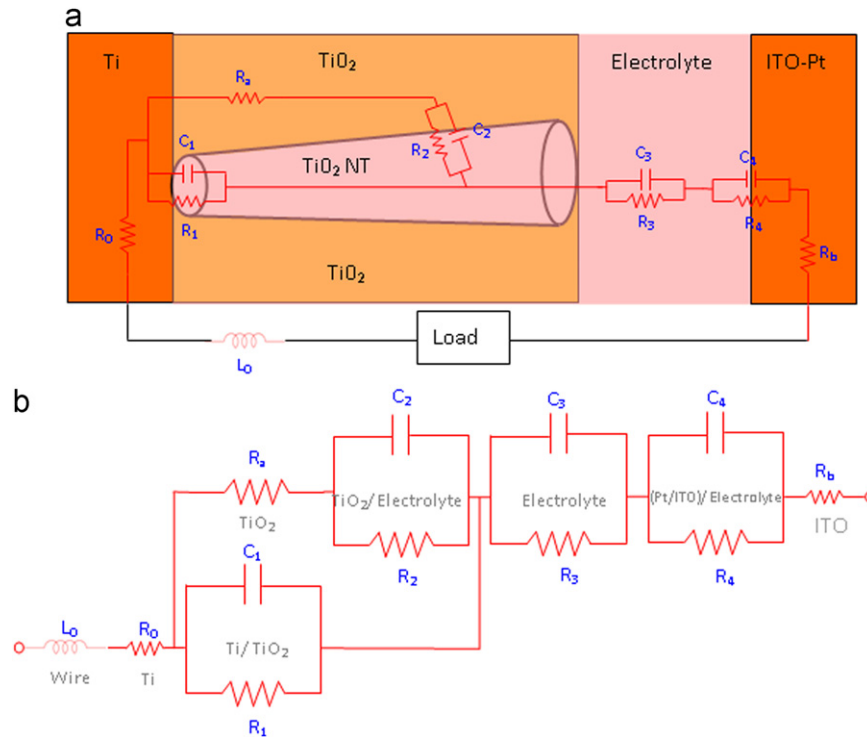 a
Ti
TiO₂
Electrolyte
ITO-Pt
Rₐ
C₁
C₂
R₂
TiO₂ NT
C₃
C₄
R₀
R₁
R₃
R₄
R_b
TiO₂
Load
L₀
b
C₂
C₃
C₄
Rₐ
TiO₂/Electrolyte
Electrolyte
(Pt/ITO)/Electrolyte
R_b
TiO₂
ITO
C₁
R₂
R₃
R₄
L₀
R₀
Ti/TiO₂
Wire
Ti
R₁